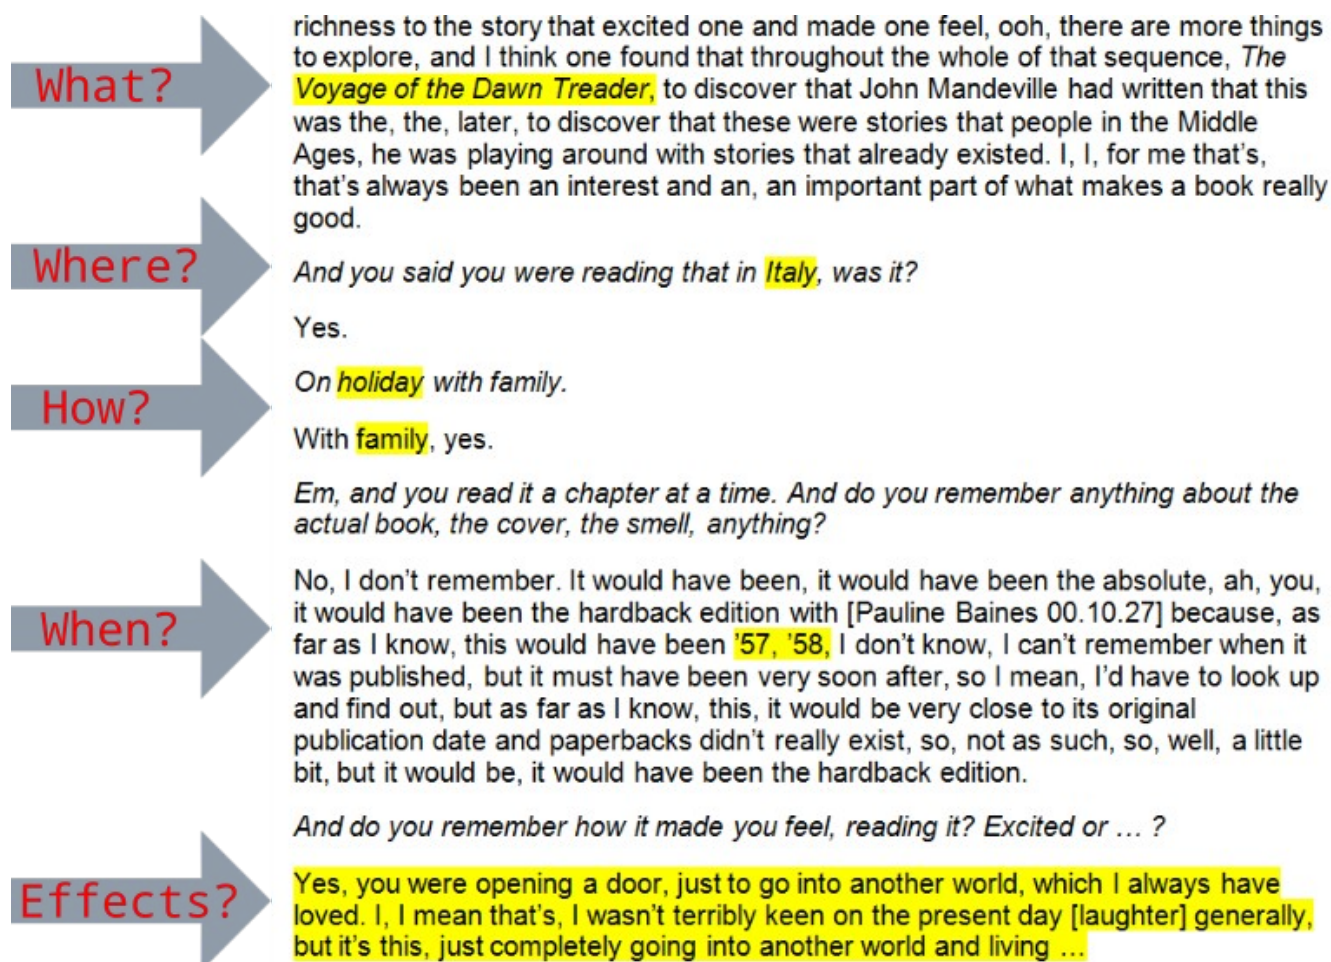 richness to the story that excited one and made one feel, ooh, there are more things
to explore, and I think one found that throughout the whole of that sequence, The
What?
Voyage of the Dawn Treader, to discover that John Mandeville had written that this
was the, the, later, to discover that these were stories that people in the Middle
Ages, he was playing around with stories that already existed. I, I, for me that's,
that's always been an interest and an, an important part of what makes a book really
good.
Where?
And you said you were reading that in Italy, was it?
Yes.
On holiday with family.
How?
With family, yes.
Em, and you read it a chapter at a time. And do you remember anything about the
actual book, the cover, the smell, anything?
No, I don't remember. It would have been, it would have been the absolute, ah, you,
it would have been the hardback edition with [Pauline Baines 00.10.27] because, as
When?
far as I know, this would have been '57, '58, I don't know, I can't remember when it
was published, but it must have been very soon after, so I mean, I'd have to look up
and find out, but as far as I know, this, it would be very close to its original
publication date and paperbacks didn't really exist, so, not as such, so, well, a little
bit, but it would be, it would have been the hardback edition.
And do you remember how it made you feel, reading it? Excited or … ?
Effects?
Yes, you were opening a door, just to go into another world, which I always have
loved. I, I mean that's, I wasn't terribly keen on the present day [laughter] generally,
but it's this, just completely going into another world and living …